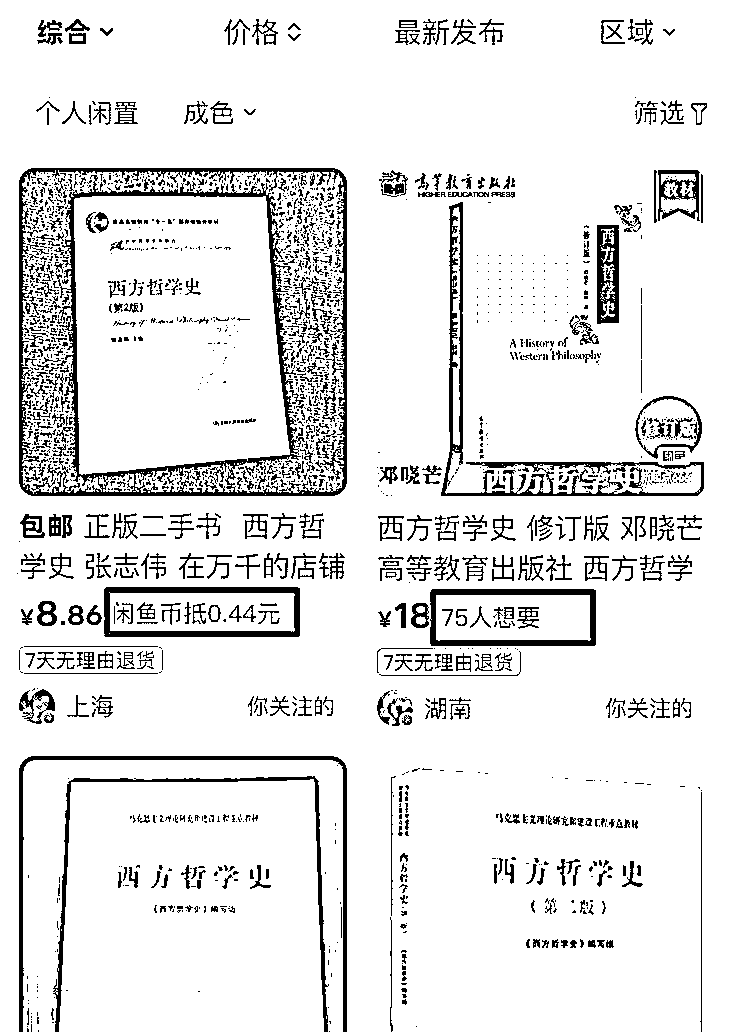 综合 价格 最新发布 区域
个人闲置 成色 筛选
西方哲学史
(第2版)
高等教育出版社
HIGHER EDUCATION PRESS
教材
西方哲学史
(修订版)
A History of
Western Philosophy
修订版
邓晓芒
西方哲学史
包邮 正版二手书 西方哲
学史 张志伟 在万千的店铺
¥8.86 闲鱼币抵0.44元
7天无理由退货
上海 你关注的
西方哲学史 修订版 邓晓芒
高等教育出版社 西方哲学
¥18 75人想要
7天无理由退货
湖南 你关注的
马克思主义理论研究和建设工程重点教材
西方哲学史
《西方哲学史》编写组
马克思主义理论研究和建设工程重点教材
西方哲学史
(第二版)
《西方哲学史》编写组